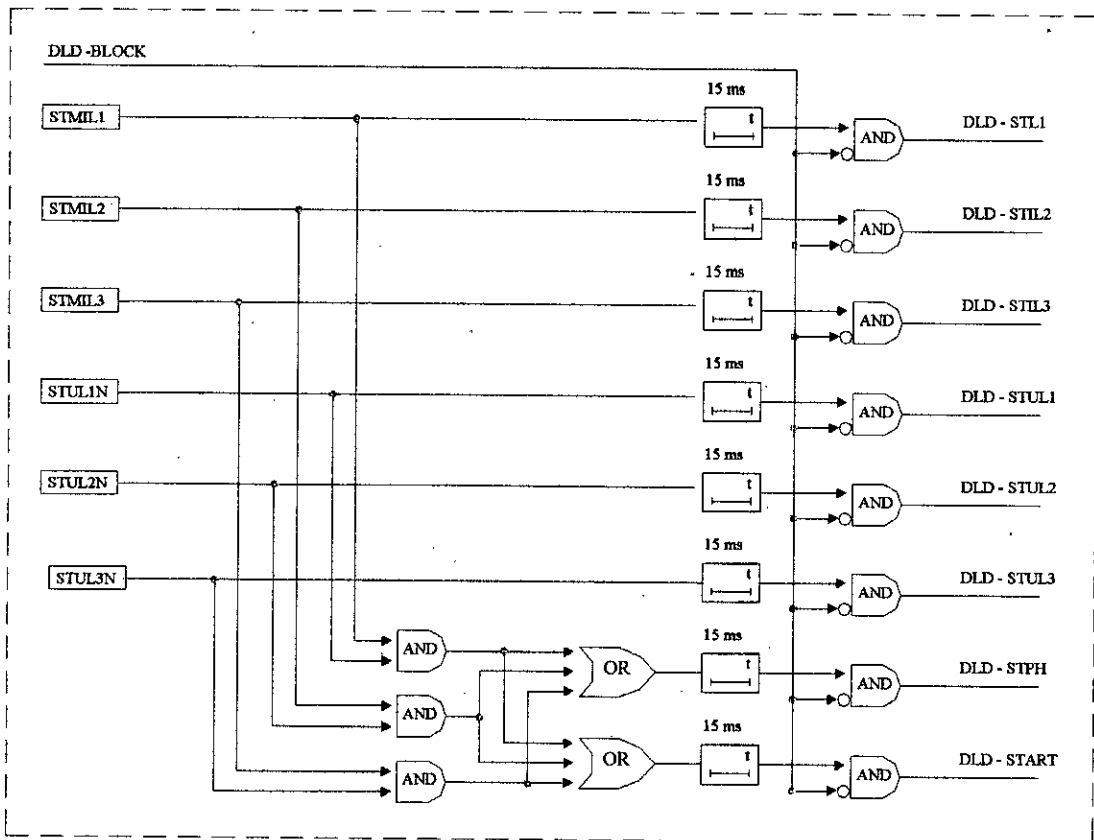 DLD -BLOCK
15 ms
STMIL1
t
AND
DLD - STL1
15 ms
STMIL2
t
AND
DLD - STIL2
15 ms
STMIL3
t
AND
DLD - STIL3
15 ms
STUL1N
t
AND
DLD - STUL1
15 ms
STUL2N
t
AND
DLD - STUL2
15 ms
STUL3N
t
AND
DLD - STUL3
15 ms
AND
OR
t
AND
DLD - STPH
AND
15 ms
AND
OR
t
AND
DLD - START